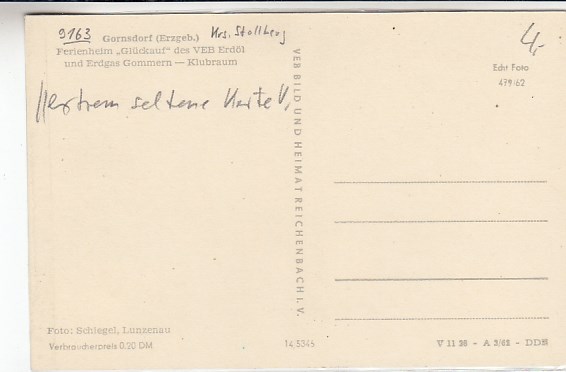 9163 Gornsdorf (Erzgeb.) Krs. Stollberg
Ferienheim „Glückauf" des VEB Erdöl
und Erdgas Gommern — Klubraum
4,-
Echt Foto
479/62
extrem seltene Karte!
VEB BILD UND HEIMAT REICHENBACH I. V.
Foto: Schlegel, Lunzenau
Verbraucherpreis 0,20 DM
14 5345
V 11 26 - A 3/62 - DDR